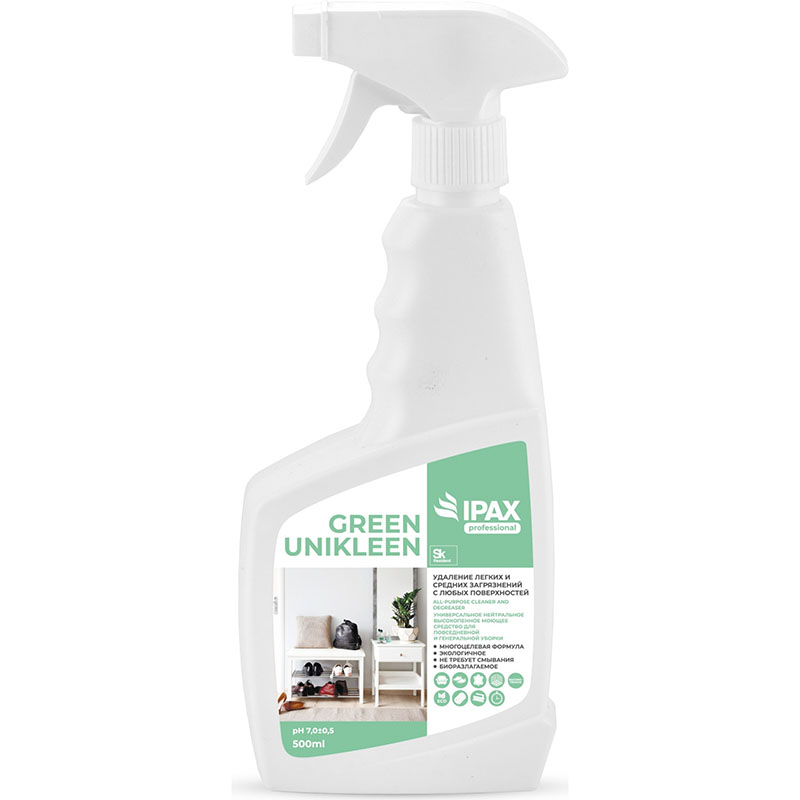 GREEN
UNIKLEEN
IPAX
professional
Sk
Resident
УДАЛЕНИЕ ЛЕГКИХ И
СРЕДНИХ ЗАГРЯЗНЕНИЙ
С ЛЮБЫХ ПОВЕРХНОСТЕЙ
ALL-PURPOSE CLEANER AND
DEGREASER
УНИВЕРСАЛЬНОЕ НЕЙТРАЛЬНОЕ
ВЫСОКОПЕННОЕ МОЮЩЕЕ
СРЕДСТВО ДЛЯ
ПОВСЕДНЕВНОЙ
И ГЕНЕРАЛЬНОЙ УБОРКИ
• МНОГОЦЕЛЕВАЯ ФОРМУЛА
• ЭКОЛОГИЧНОЕ
• НЕ ТРЕБУЕТ СМЫВАНИЯ
• БИОРАЗЛАГАЕМОЕ
ECO
pH 7,0±0,5
500ml